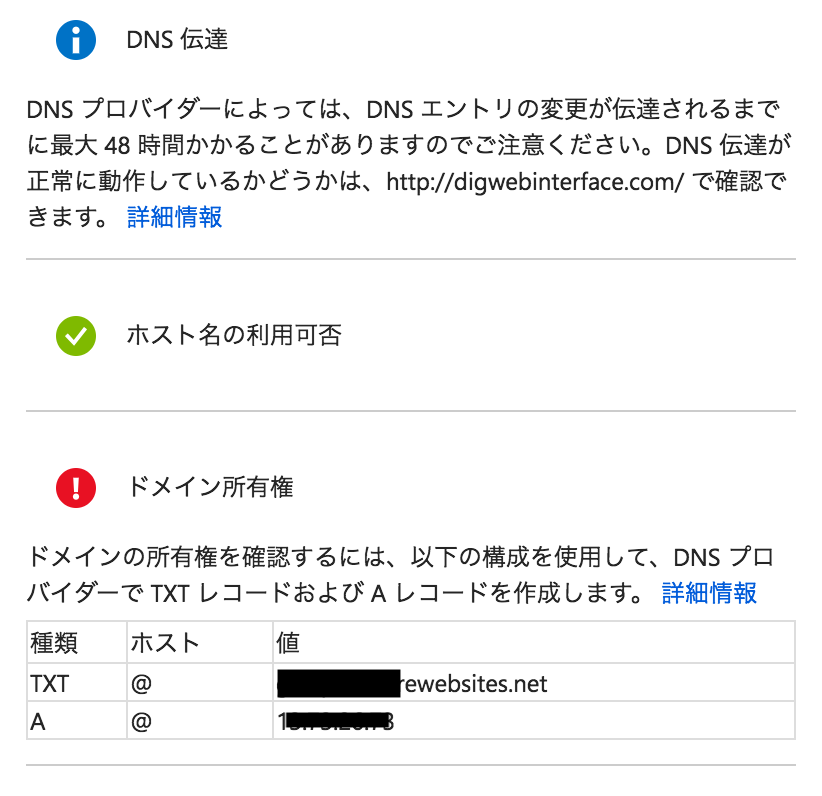 DNS 伝達
DNS プロバイダーによっては、DNS エントリの変更が伝達されるまで
に最大 48 時間かかることがありますのでご注意ください。DNS 伝達が
正常に動作しているかどうかは、http://digwebinterface.com/ で確認で
きます。 詳細情報
ホスト名の利用可否
ドメイン所有権
ドメインの所有権を確認するには、以下の構成を使用して、DNS プロ
バイダーで TXT レコードおよび A レコードを作成します。 詳細情報
種類 ホスト 値
TXT @ rewebsites.net
A @